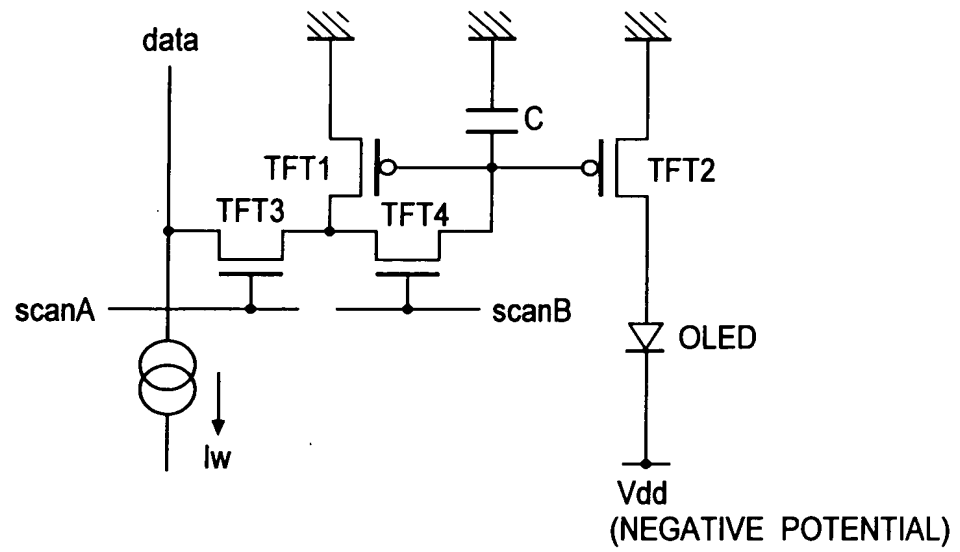 data
C
TFT1
TFT2
TFT3
TFT4
scanA
scanB
OLED
Iw
Vdd
(NEGATIVE POTENTIAL)